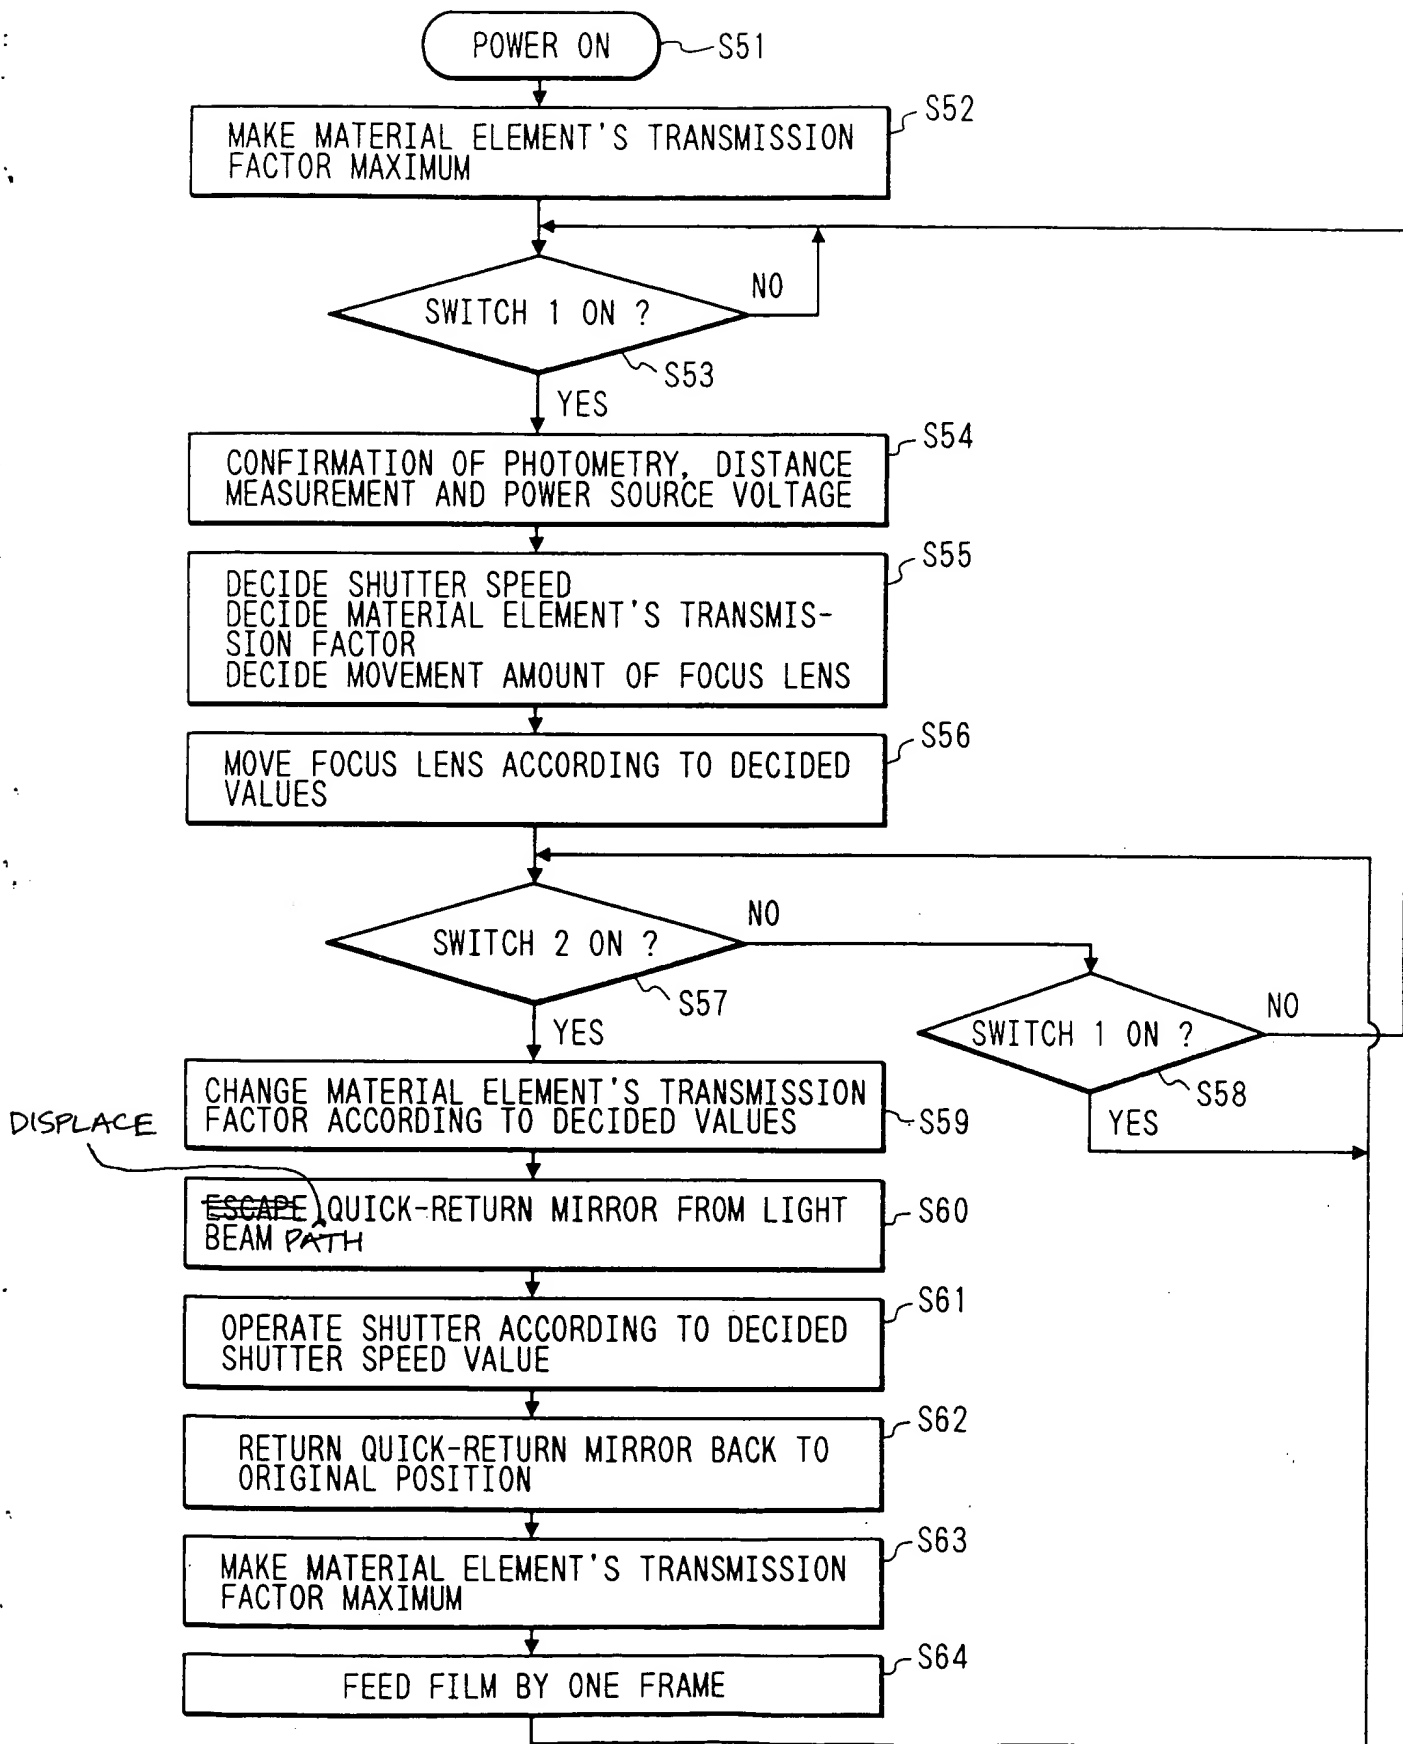 POWER ON
S51
MAKE MATERIAL ELEMENT'S TRANSMISSION
FACTOR MAXIMUM
S52
SWITCH 1 ON ?
NO
S53
YES
CONFIRMATION OF PHOTOMETRY, DISTANCE
MEASUREMENT AND POWER SOURCE VOLTAGE
S54
DECIDE SHUTTER SPEED
DECIDE MATERIAL ELEMENT'S TRANSMIS-
SION FACTOR
DECIDE MOVEMENT AMOUNT OF FOCUS LENS
S55
MOVE FOCUS LENS ACCORDING TO DECIDED
VALUES
S56
SWITCH 2 ON ?
NO
S57
YES
SWITCH 1 ON ?
NO
S58
YES
CHANGE MATERIAL ELEMENT'S TRANSMISSION
FACTOR ACCORDING TO DECIDED VALUES
S59
DISPLACE
ESCAPE QUICK-RETURN MIRROR FROM LIGHT
BEAM PATH
S60
OPERATE SHUTTER ACCORDING TO DECIDED
SHUTTER SPEED VALUE
S61
RETURN QUICK-RETURN MIRROR BACK TO
ORIGINAL POSITION
S62
MAKE MATERIAL ELEMENT'S TRANSMISSION
FACTOR MAXIMUM
S63
FEED FILM BY ONE FRAME
S64